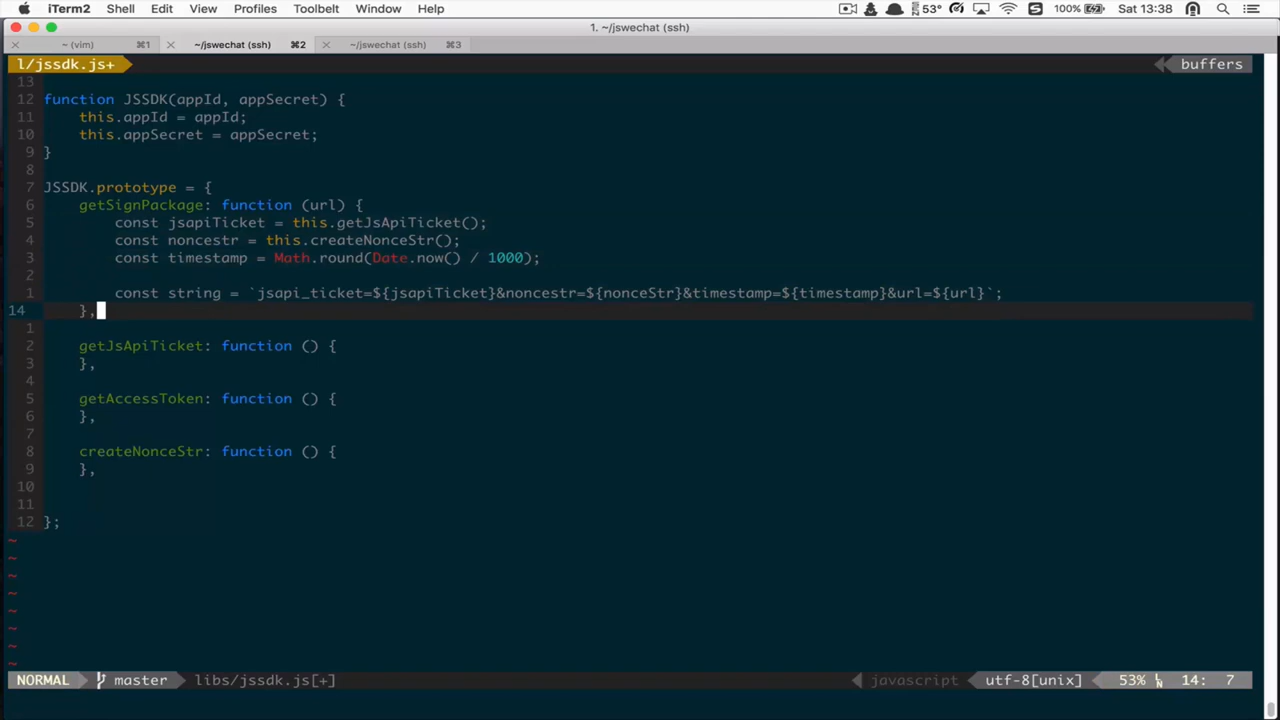 iTerm2 Shell Edit View Profiles Toolbelt Window Help 53° 100% Sat 13:38
1. ~/jswechat (ssh)
~ (vim) ⌘1 ~/jswechat (ssh) ⌘2 ~/jswechat (ssh) ⌘3
l/jssdk.js+ buffers
13
12 function JSSDK(appId, appSecret) {
11     this.appId = appId;
10     this.appSecret = appSecret;
9 }
8
7 JSSDK.prototype = {
6     getSignPackage: function (url) {
5         const jsapiTicket = this.getJsApiTicket();
4         const noncestr = this.createNonceStr();
3         const timestamp = Math.round(Date.now() / 1000);
2
1         const string = `jsapi_ticket=${jsapiTicket}&noncestr=${nonceStr}&timestamp=${timestamp}&url=${url}`;
14     },
1
2     getJsApiTicket: function () {
3     },
4
5     getAccessToken: function () {
6     },
7
8     createNonceStr: function () {
9     },
10
11
12 };
~
~
~
~
~
~
~
~
NORMAL master libs/jssdk.js[+] javascript utf-8[unix] 53% 14: 7